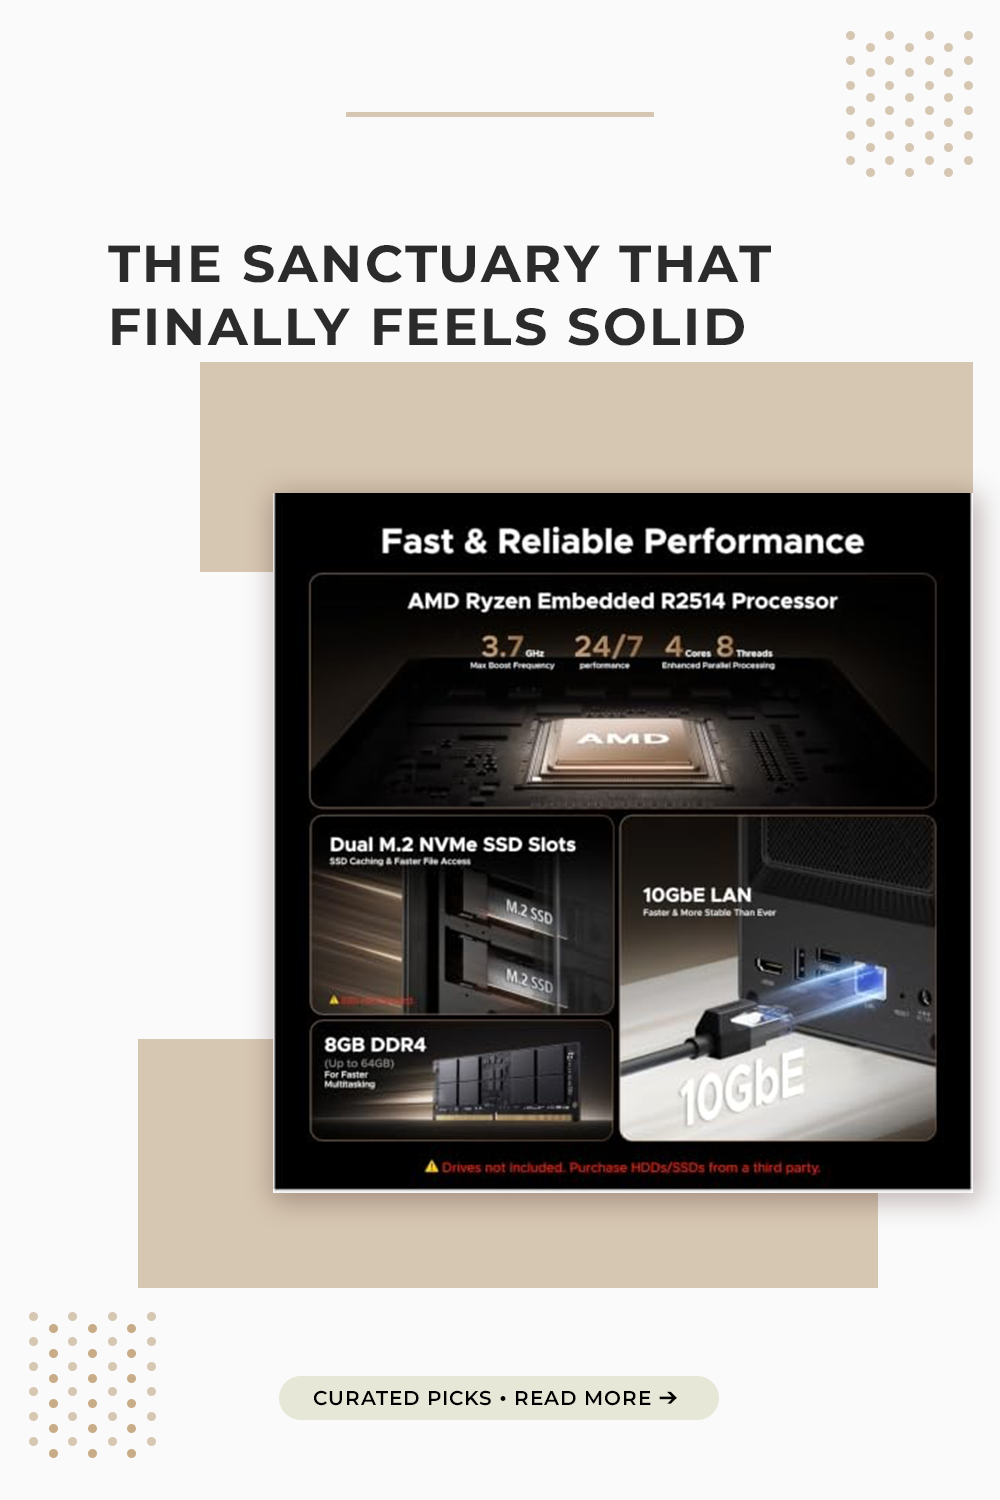 THE SANCTUARY THAT
FINALLY FEELS SOLID
Fast & Reliable Performance
AMD Ryzen Embedded R2514 Processor
3.7 GHz 24/7 4 Cores 8 Threads
Max Boost Frequency performance Enhanced Parallel Processing
AMD
Dual M.2 NVMe SSD Slots
SSD Caching & Faster File Access
M.2 SSD
M.2 SSD
10GbE LAN
Faster & More Stable Than Ever
10GbE
8GB DDR4
(Up to 64GB)
For Faster
Multitasking
Drives not included. Purchase HDDs/SSDs from a third party.
CURATED PICKS • READ MORE ➔